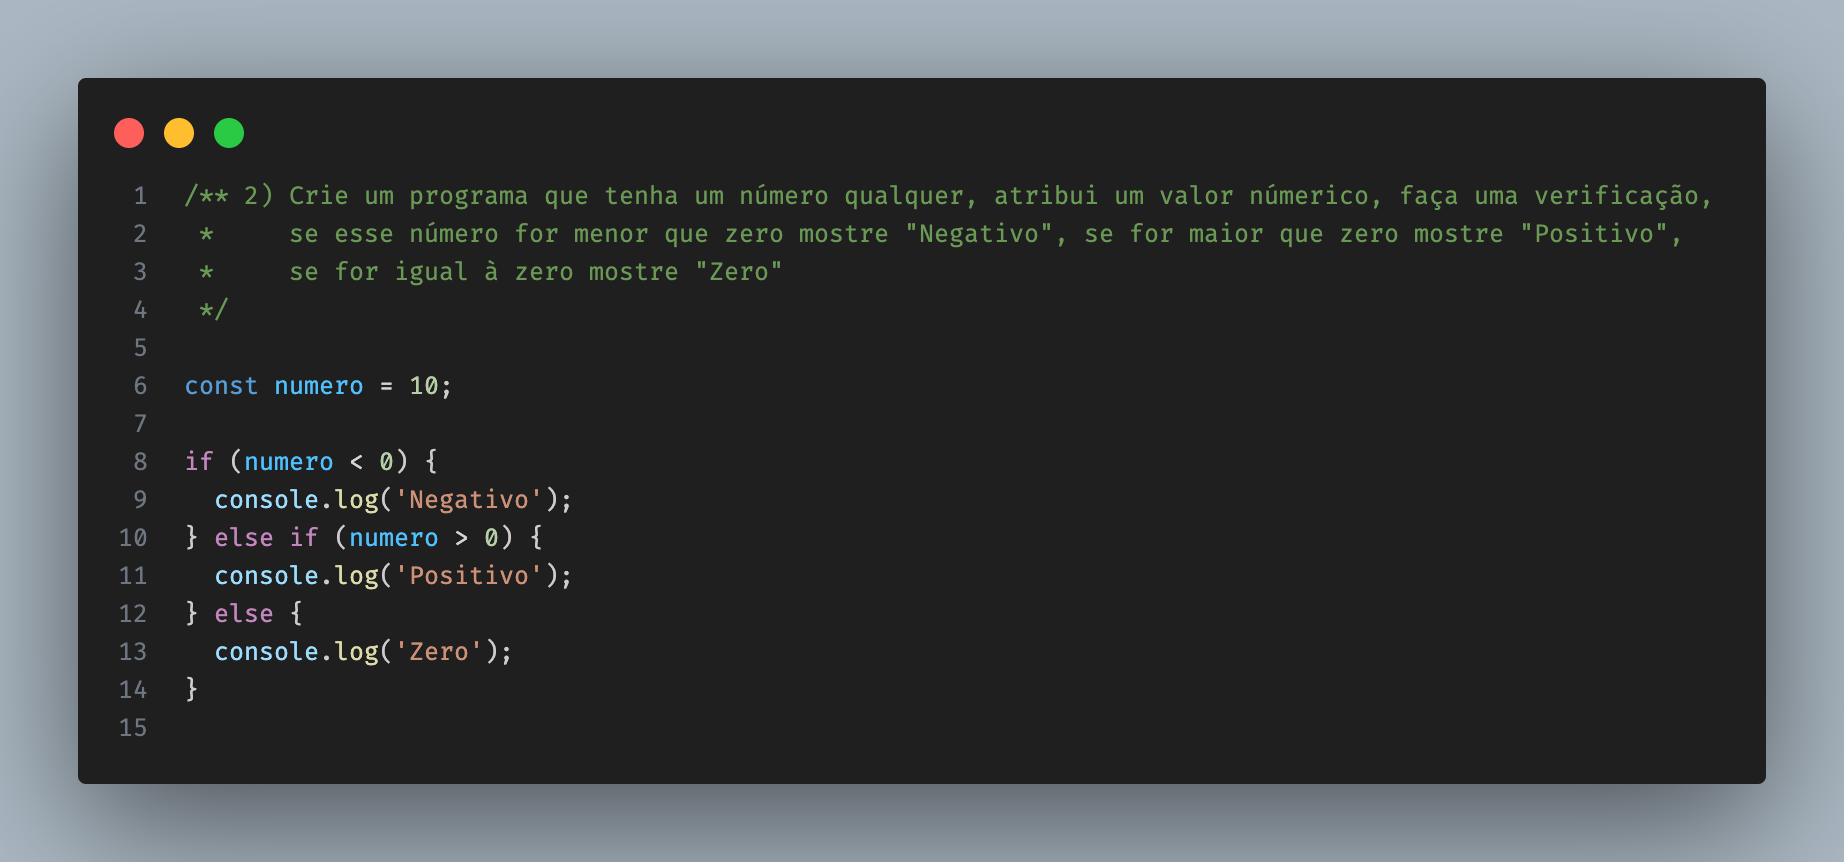 1 /** 2) Crie um programa que tenha um número qualquer, atribui um valor númerico, faça uma verificação,
2 *     se esse número for menor que zero mostre "Negativo", se for maior que zero mostre "Positivo",
3 *     se for igual à zero mostre "Zero"
4 */
5
6 const numero = 10;
7
8 if (numero < 0) {
9   console.log('Negativo');
10 } else if (numero > 0) {
11   console.log('Positivo');
12 } else {
13   console.log('Zero');
14 }
15